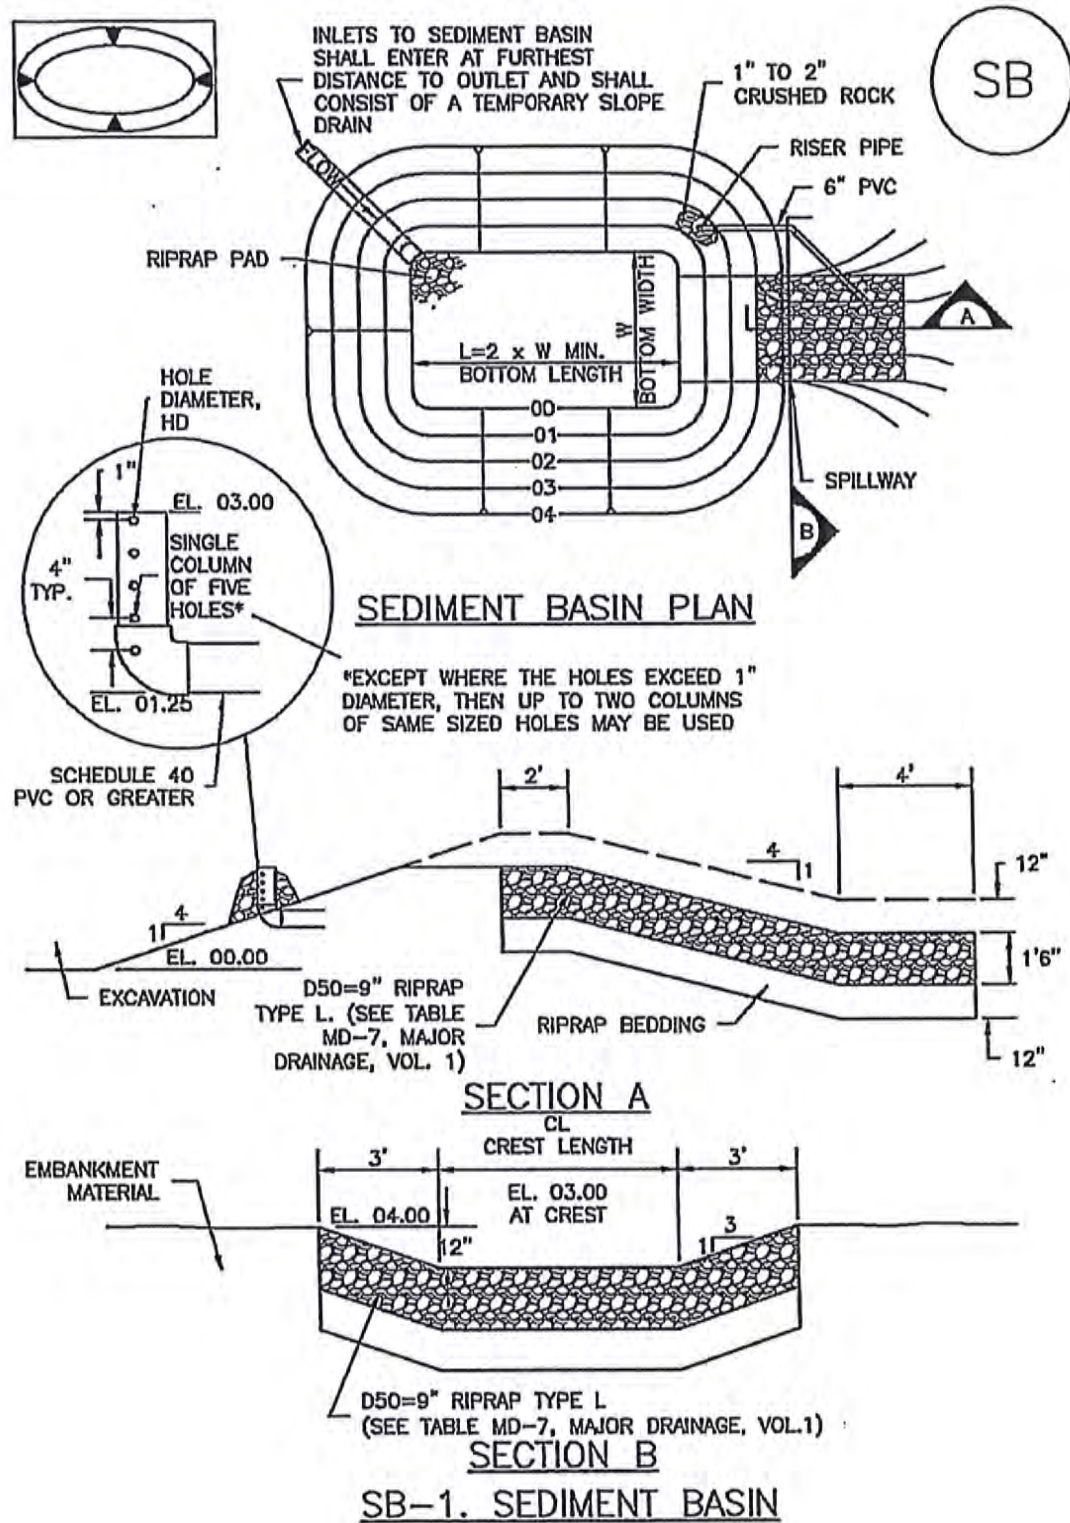 INLETS TO SEDIMENT BASIN
SHALL ENTER AT FURTHEST
DISTANCE TO OUTLET AND SHALL
CONSIST OF A TEMPORARY SLOPE
DRAIN
1" TO 2"
CRUSHED ROCK
SB
RISER PIPE
6" PVC
FLOW
RIPRAP PAD
W
BOTTOM WIDTH
L=2 x W MIN.
BOTTOM LENGTH
A
00
01
02
03
04
SPILLWAY
B
HOLE
DIAMETER,
HD
1"
EL. 03.00
4"
TYP.
SINGLE
COLUMN
OF FIVE
HOLES*
EL. 01.25
SEDIMENT BASIN PLAN
*EXCEPT WHERE THE HOLES EXCEED 1"
DIAMETER, THEN UP TO TWO COLUMNS
OF SAME SIZED HOLES MAY BE USED
SCHEDULE 40
PVC OR GREATER
2'
4'
4
1
12"
4
1
EL. 00.00
EXCAVATION
1'6"
D50=9" RIPRAP
TYPE L. (SEE TABLE
MD-7, MAJOR
DRAINAGE, VOL. 1)
RIPRAP BEDDING
12"
SECTION A
CL
CREST LENGTH
3'
3'
EMBANKMENT
MATERIAL
EL. 04.00
EL. 03.00
AT CREST
12"
3
1
D50=9" RIPRAP TYPE L
(SEE TABLE MD-7, MAJOR DRAINAGE, VOL.1)
SECTION B
SB-1. SEDIMENT BASIN